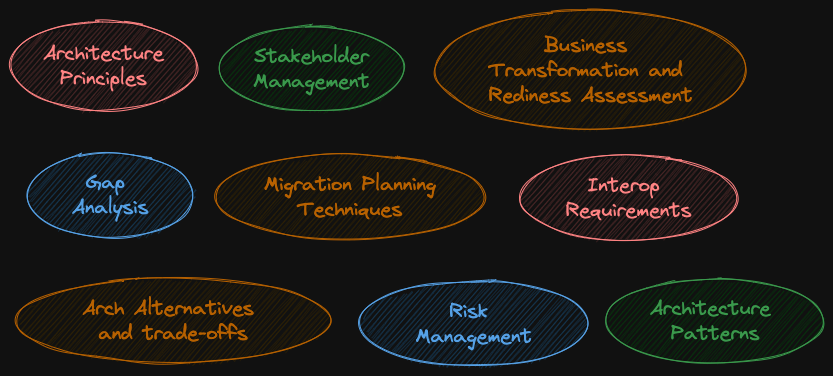 Architecture
Principles
Stakeholder
Management
Business
Transformation and
Rediness Assessment
Gap
Analysis
Migration Planning
Techniques
Interop
Requirements
Arch Alternatives
and trade-offs
Risk
Management
Architecture
Patterns